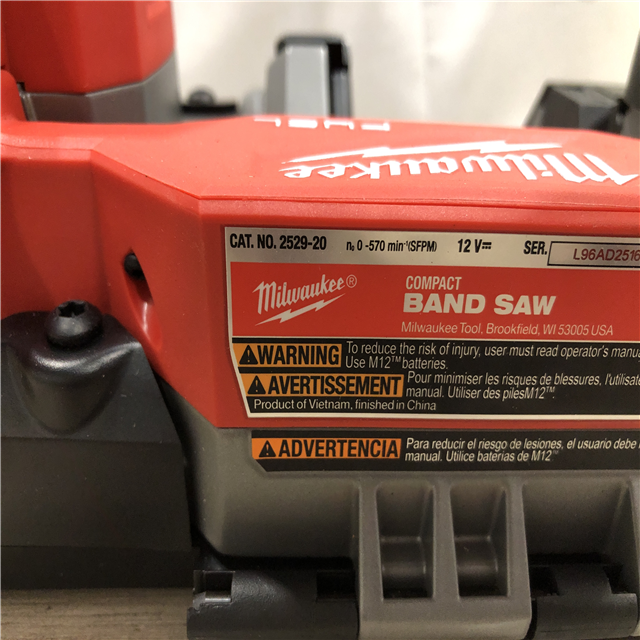 FUEL
Milwaukee
CAT. NO. 2529-20 n₀ 0 -570 min⁻¹(SFPM) 12 V⎓ SER. L96AD2516
Milwaukee®
COMPACT
BAND SAW
Milwaukee Tool, Brookfield, WI 53005 USA
WARNING To reduce the risk of injury, user must read operator's
Use M12™ batteries.
AVERTISSEMENT Pour minimiser les risques de blessures,
manual. Utiliser des pilesM12™.
Product of Vietnam, finished in China
ADVERTENCIA Para reducir el riesgo de lesiones, el usuario debe
manual. Utilice baterías de M12™.